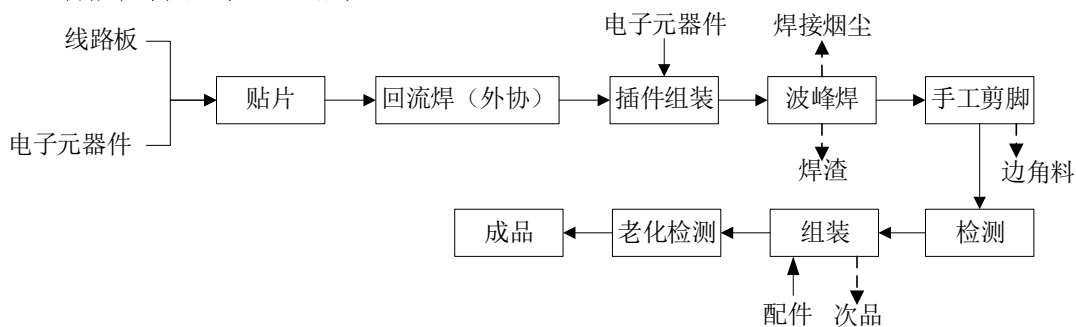 电子元器件
焊接烟尘
线路板
贴片
回流焊（外协）
插件组装
波峰焊
手工剪脚
电子元器件
焊渣
边角料
成品
老化检测
组装
检测
配件
次品